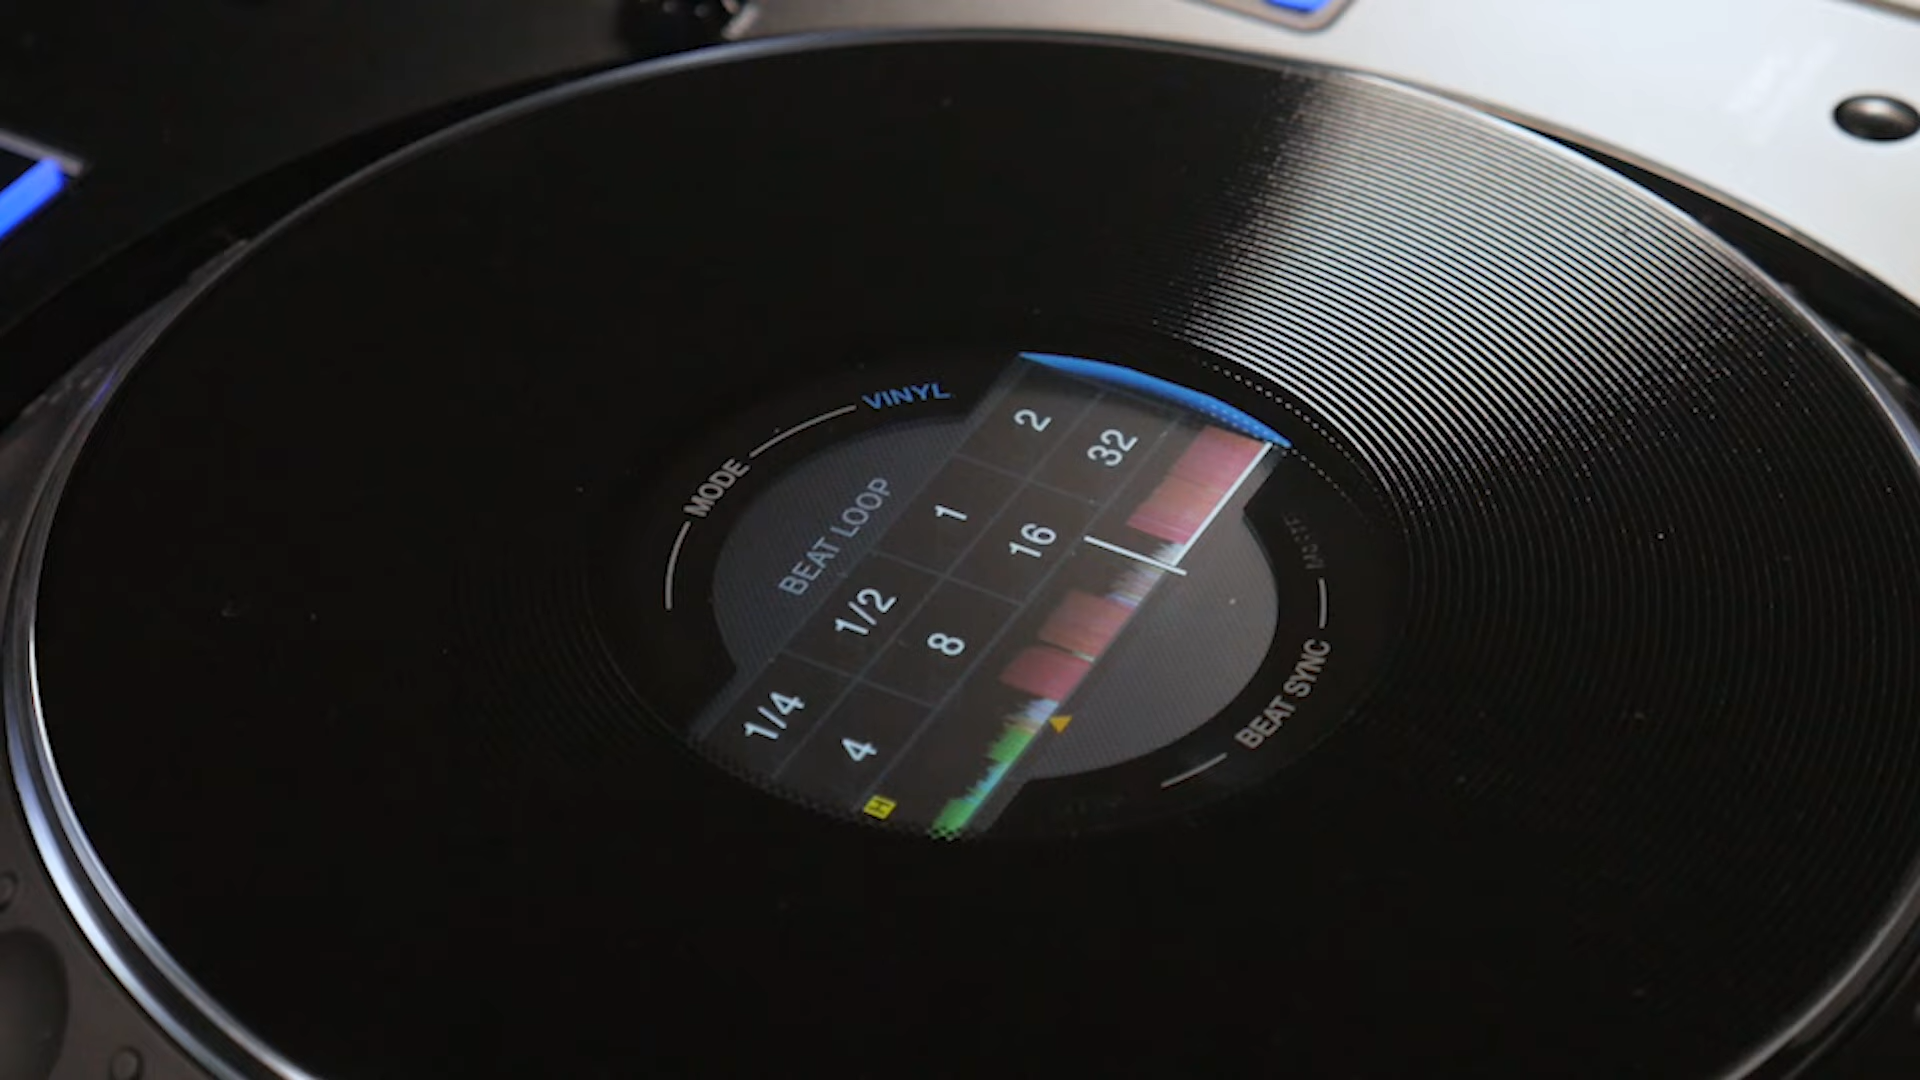 MODE
VINYL
BEAT LOOP
1/4 1/2 1 2
4 8 16 32
H
BEAT SYNC